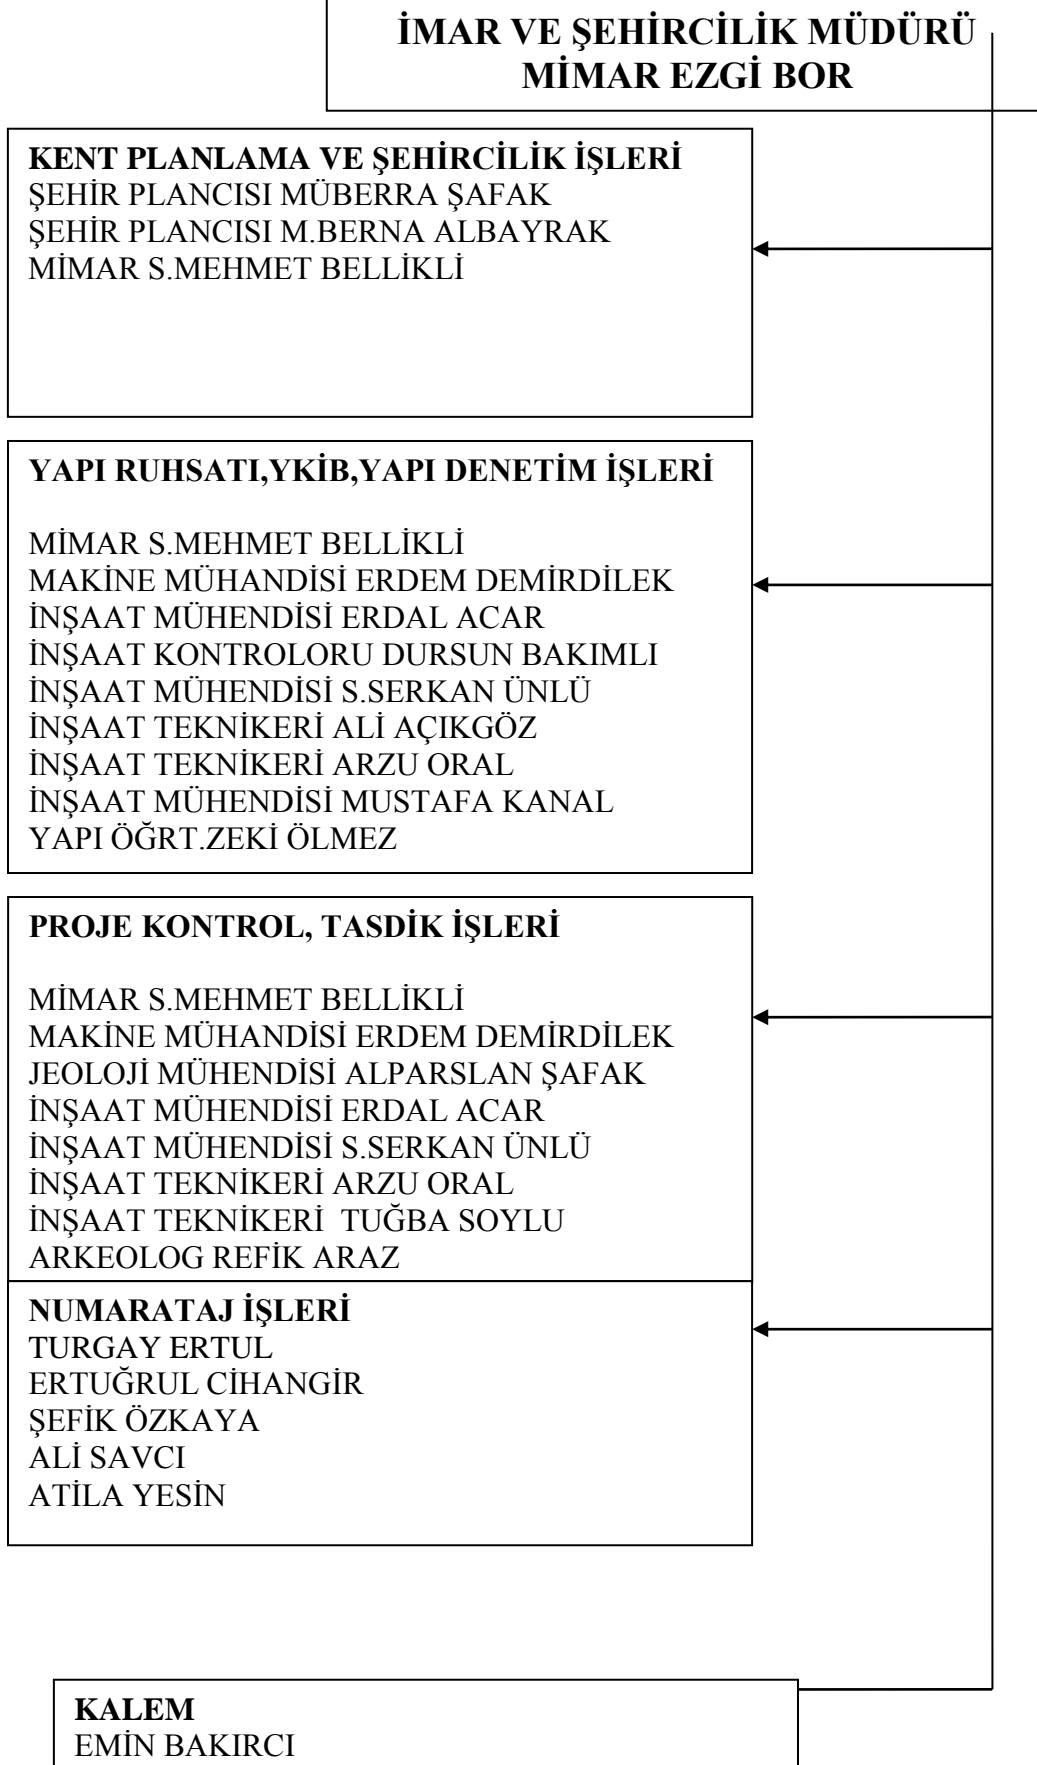 İMAR VE ŞEHİRCİLİK MÜDÜRÜ
MİMAR EZGİ BOR
KENT PLANLAMA VE ŞEHİRCİLİK İŞLERİ
ŞEHİR PLANCISI MÜBERRA ŞAFAK
ŞEHİR PLANCISI M.BERNA ALBAYRAK
MİMAR S.MEHMET BELLİKLİ
YAPI RUHSATI,YKİB,YAPI DENETİM İŞLERİ
MİMAR S.MEHMET BELLİKLİ
MAKİNE MÜHANDİSİ ERDEM DEMİRDİLEK
İNŞAAT MÜHENDİSİ ERDAL ACAR
İNŞAAT KONTROLORU DURSUN BAKIMLI
İNŞAAT MÜHENDİSİ S.SERKAN ÜNLÜ
İNŞAAT TEKNİKERİ ALİ AÇIKGÖZ
İNŞAAT TEKNİKERİ ARZU ORAL
İNŞAAT MÜHENDİSİ MUSTAFA KANAL
YAPI ÖĞRT.ZEKİ ÖLMEZ
PROJE KONTROL, TASDİK İŞLERİ
MİMAR S.MEHMET BELLİKLİ
MAKİNE MÜHANDİSİ ERDEM DEMİRDİLEK
JEOLOJİ MÜHENDİSİ ALPARSLAN ŞAFAK
İNŞAAT MÜHENDİSİ ERDAL ACAR
İNŞAAT MÜHENDİSİ S.SERKAN ÜNLÜ
İNŞAAT TEKNİKERİ ARZU ORAL
İNŞAAT TEKNİKERİ  TUĞBA SOYLU
ARKEOLOG REFİK ARAZ
NUMARATAJ İŞLERİ
TURGAY ERTUL
ERTUĞRUL CİHANGİR
ŞEFİK ÖZKAYA
ALİ SAVCI
ATİLA YESİN
KALEM
EMİN BAKIRCI